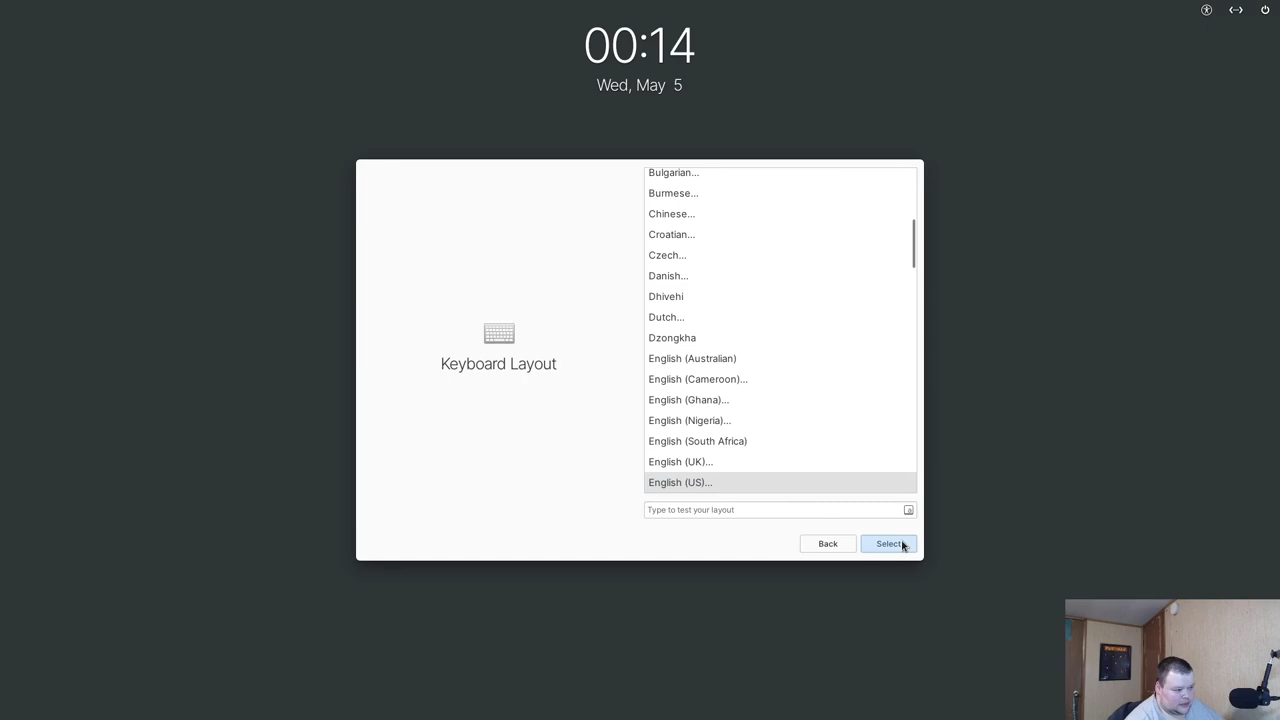 00:14
Wed, May 5
Bulgarian...
Burmese...
Chinese...
Croatian...
Czech...
Danish...
Dhivehi
Dutch...
Dzongkha
English (Australian)
English (Cameroon)...
English (Ghana)...
English (Nigeria)...
English (South Africa)
English (UK)...
English (US)...
Keyboard Layout
Type to test your layout
Back
Select